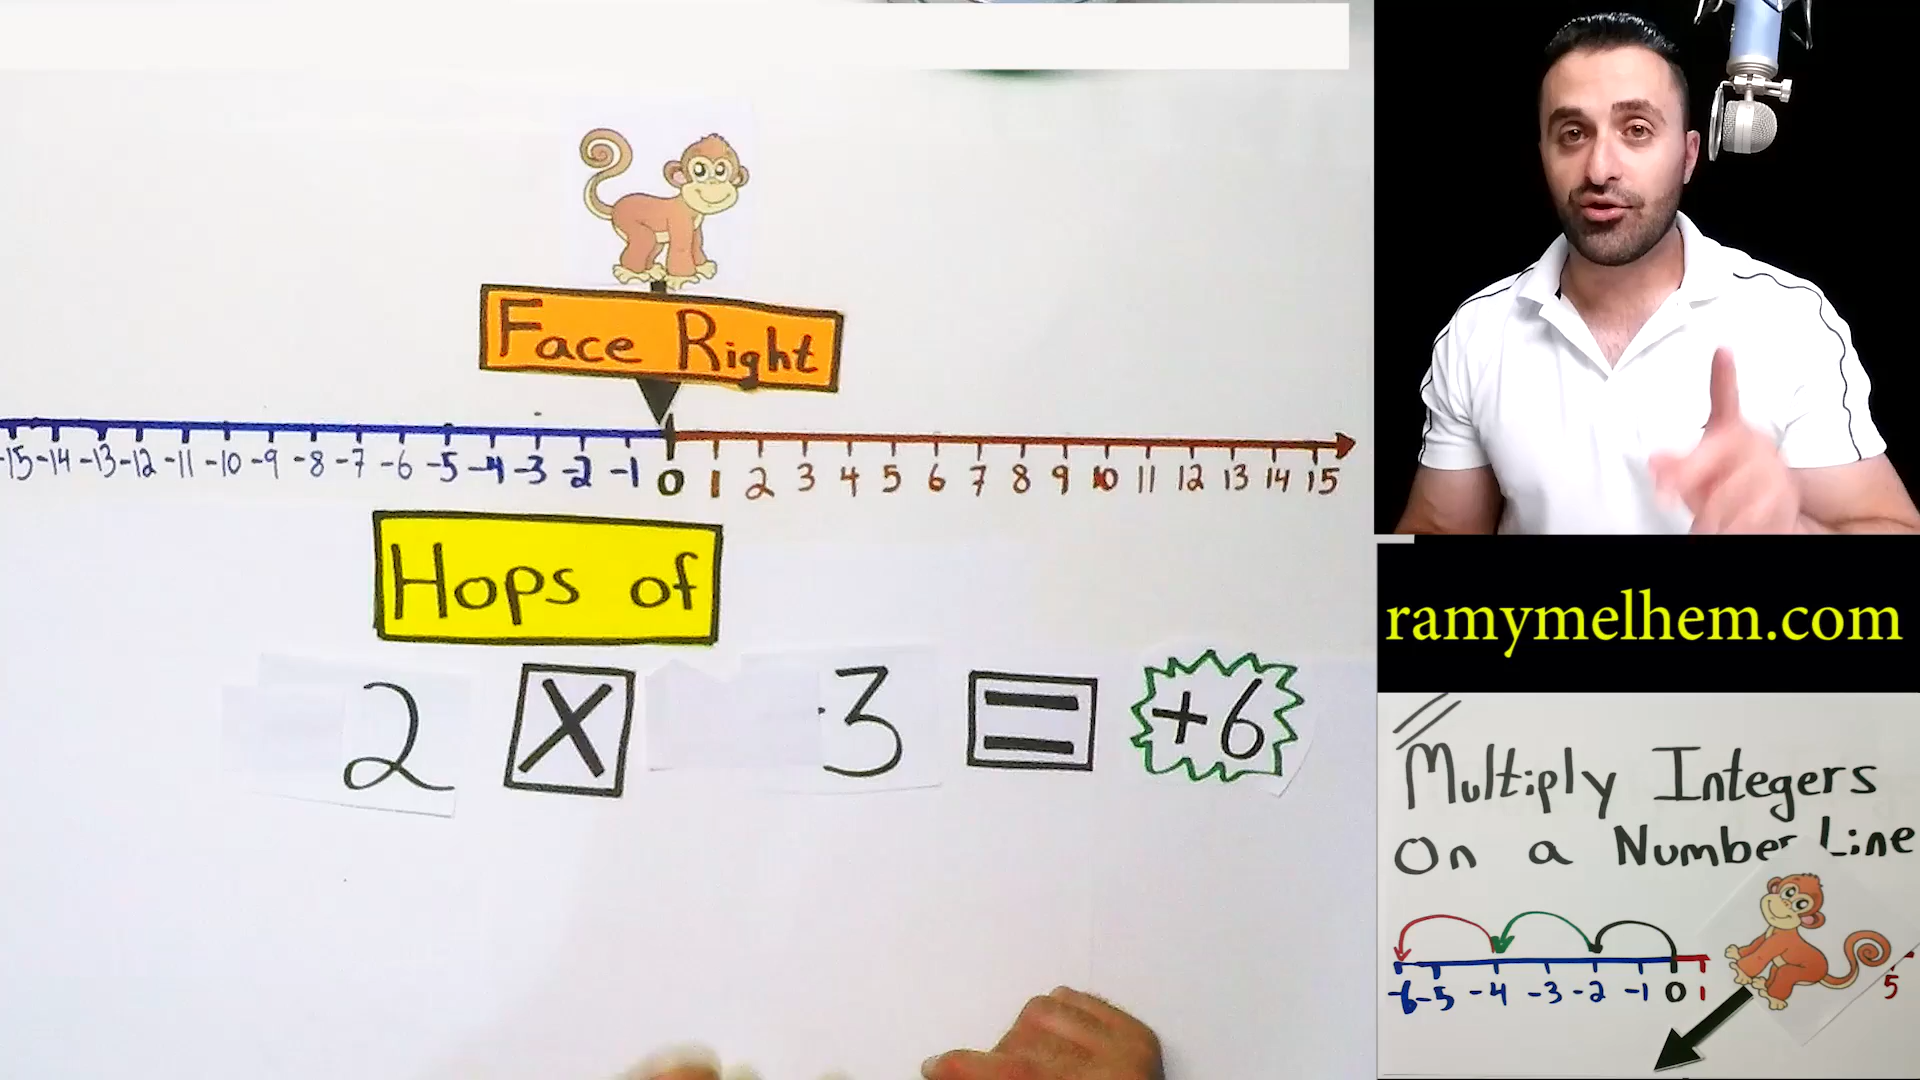 Face Right
-15 -14 -13 -12 -11 -10 -9 -8 -7 -6 -5 -4 -3 -2 -1 0 1 2 3 4 5 6 7 8 9 10 11 12 13 14 15
Hops of
2 X 3 = +6
ramymelhem.com
Multiply Integers
On a Number Line
-6 -5 -4 -3 -2 -1 0 1 5